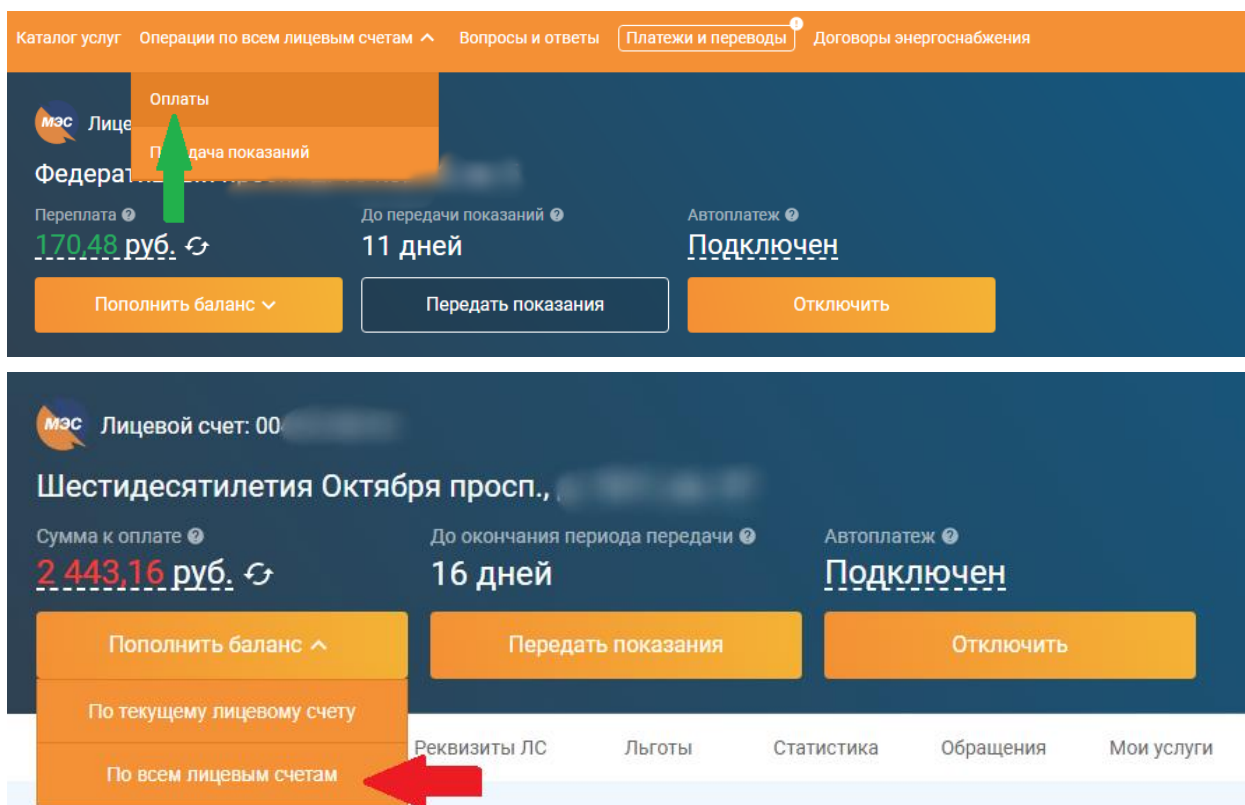 Каталог услуг Операции по всем лицевым счетам Вопросы и ответы Платежи и переводы Договоры энергоснабжения
Оплаты
мэс Лице
дача показаний
Федерат
Переплата До передачи показаний Автоплатеж
170,48 руб. 11 дней Подключен
Пополнить баланс Передать показания Отключить
мэс Лицевой счет: 00
Шестидесятилетия Октября просп.,
Сумма к оплате До окончания периода передачи Автоплатеж
2 443,16 руб. 16 дней Подключен
Пополнить баланс Передать показания Отключить
По текущему лицевому счету
Реквизиты ЛС Льготы Статистика Обращения Мои услуги
По всем лицевым счетам